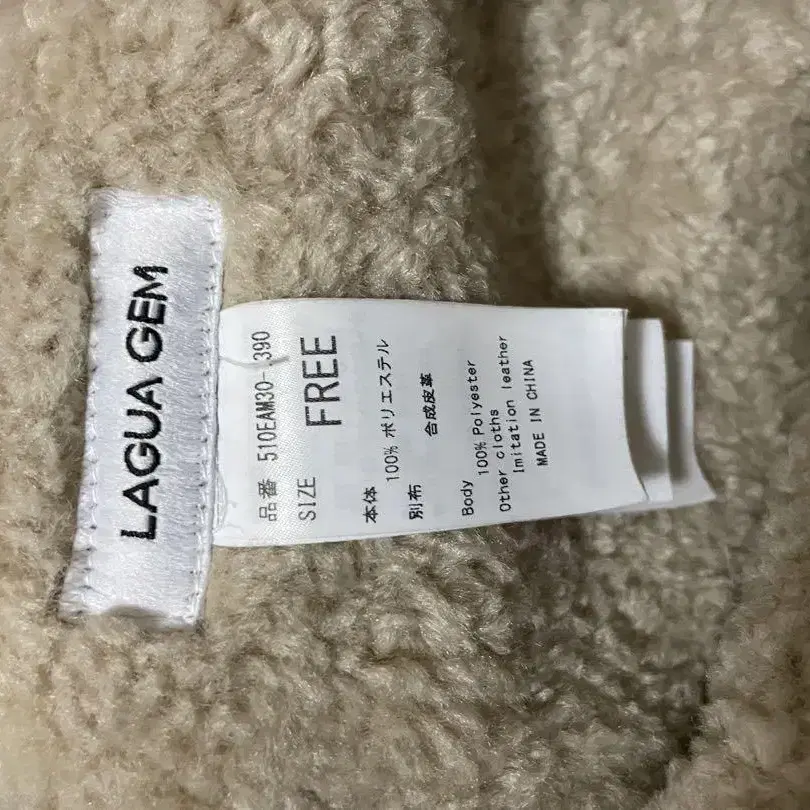 LAGUA GEM
品番 510EAM30-1390
SIZE FREE
本体
100% ポリエステル
別布
合成皮革
Body
100% Polyester
Other cloths
Imitation leather
MADE IN CHINA